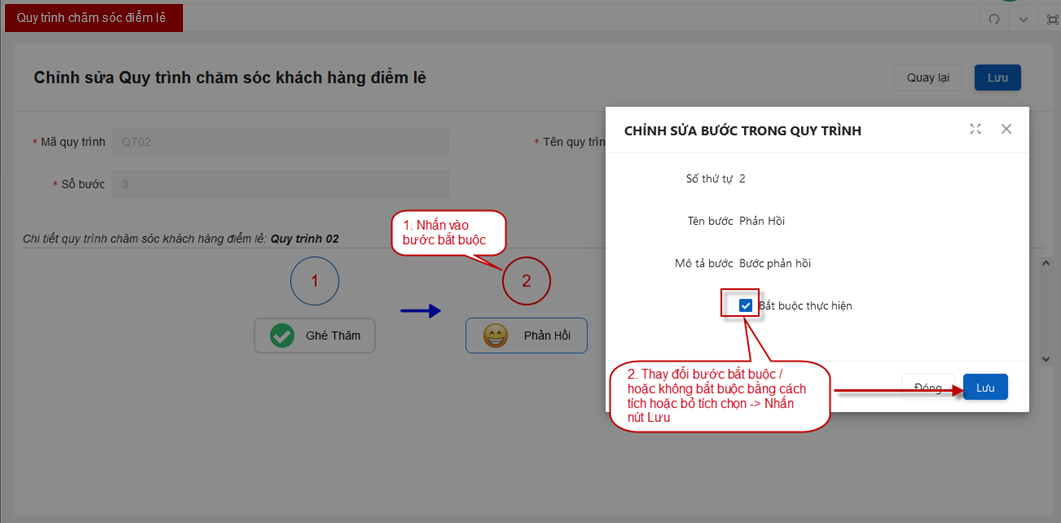 Quy trình chăm sóc điểm lẻ
Chỉnh sửa Quy trình chăm sóc khách hàng điểm lẻ
Quay lại
Lưu
* Mã quy trình
QT02
* Tên quy trìn
* Số bước
3
Chi tiết quy trình chăm sóc khách hàng điểm lẻ: Quy trình 02
1. Nhấn vào
bước bắt buộc
1
2
Ghé Thăm
Phản Hồi
CHỈNH SỬA BƯỚC TRONG QUY TRÌNH
Số thứ tự 2
Tên bước Phản Hồi
Mô tả bước Bước phản hồi
Bắt buộc thực hiện
2. Thay đổi bước bắt buộc /
hoặc không bắt buộc bằng cách
tích hoặc bỏ tích chọn -> Nhấn
nút Lưu
Đóng
Lưu